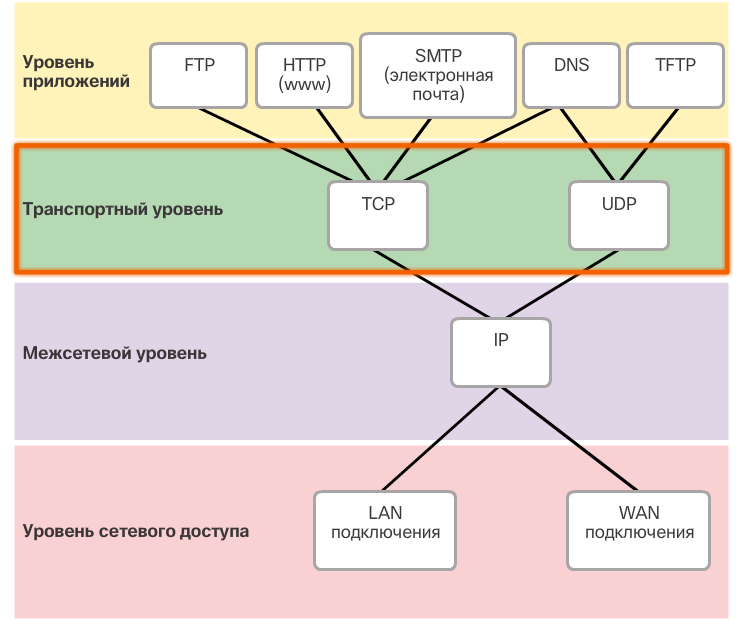 Уровень
приложений
FTP
HTTP
(www)
SMTP
(электронная
почта)
DNS
TFTP
Транспортный уровень
TCP
UDP
Межсетевой уровень
IP
Уровень сетевого доступа
LAN
подключения
WAN
подключения